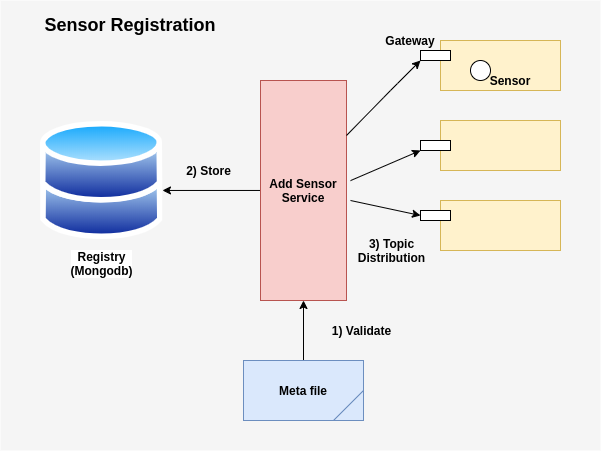 Sensor Registration
Gateway
Sensor
2) Store
Add Sensor
Service
3) Topic
Distribution
Registry
(Mongodb)
1) Validate
Meta file